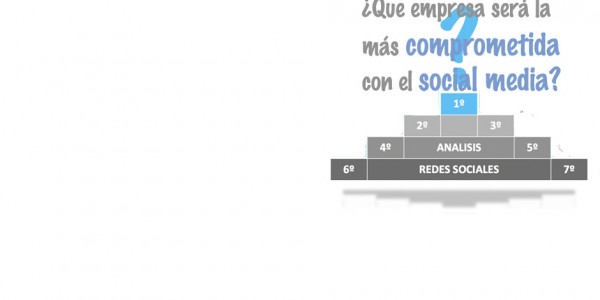 ¿Que empresa será la
más comprometida
con el social media?
?
1º
2º 3º
4º ANALISIS 5º
6º REDES SOCIALES 7º